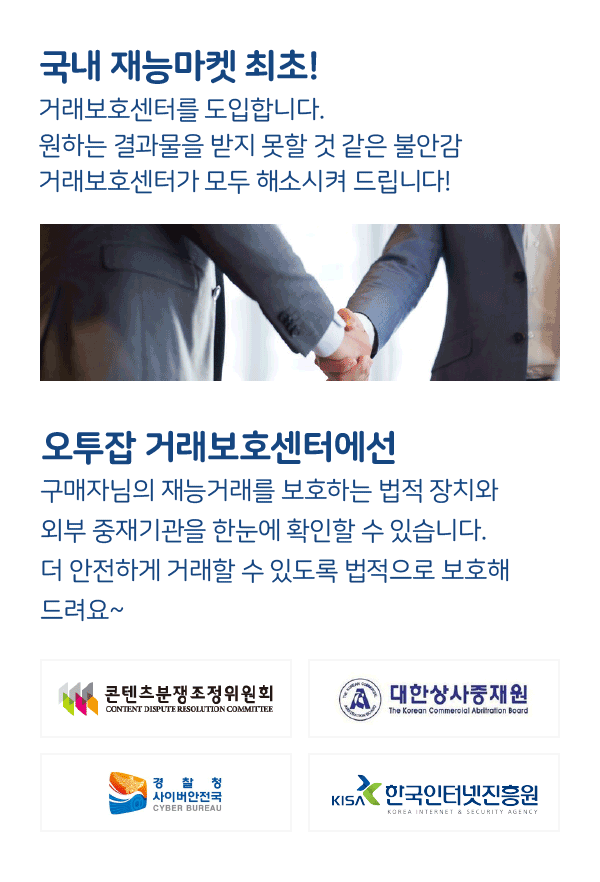 국내 재능마켓 최초!
거래보호센터를 도입합니다.
원하는 결과물을 받지 못할 것 같은 불안감
거래보호센터가 모두 해소시켜 드립니다!
오투잡 거래보호센터에선
구매자님의 재능거래를 보호하는 법적 장치와
외부 중재기관을 한눈에 확인할 수 있습니다.
더 안전하게 거래할 수 있도록 법적으로 보호해
드려요~
콘텐츠분쟁조정위원회
CONTENT DISPUTE RESOLUTION COMMITTEE
대한상사중재원
The Korean Commercial Abritration Board
경찰청
사이버안전국
CYBER BUREAU
KISA 한국인터넷진흥원
KOREA INTERNET & SECURITY AGENCY